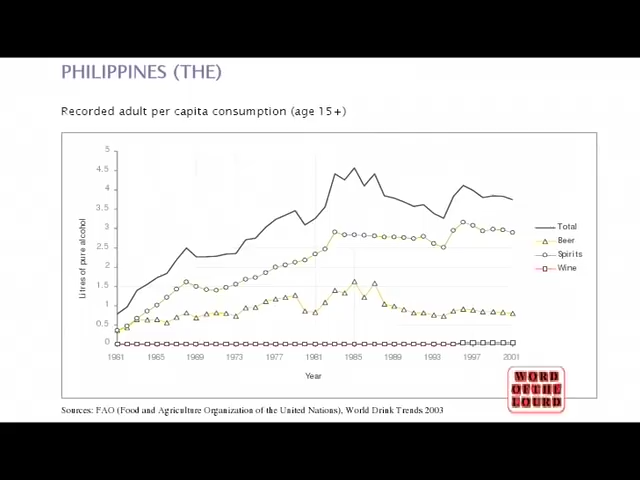 PHILIPPINES (THE)
Recorded adult per capita consumption (age 15+)
5
4.5
4
3.5
3
2.5
2
1.5
1
0.5
0
Litres of pure alcohol
1961 1965 1969 1973 1977 1981 1985 1989 1993 1997 2001
Year
Total
Beer
Spirits
Wine
WORD
OF THE
LOURD
Sources: FAO (Food and Agriculture Organization of the United Nations), World Drink Trends 2003